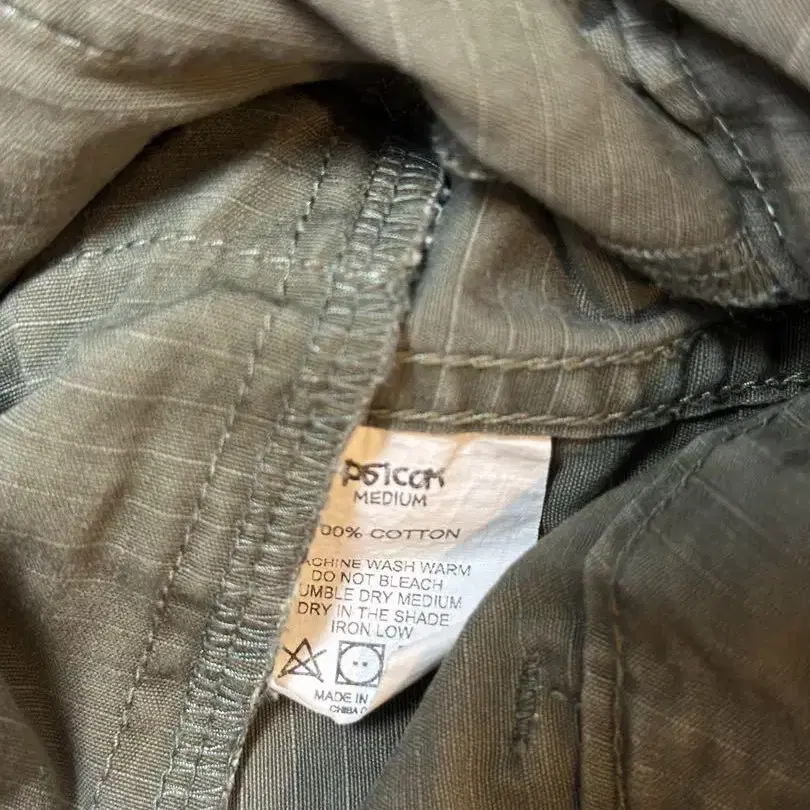 MEDIUM
00% COTTON
ACHINE WASH WARM
DO NOT BLEACH
UMBLE DRY MEDIUM
DRY IN THE SHADE
IRON LOW
MADE IN
CHIBA